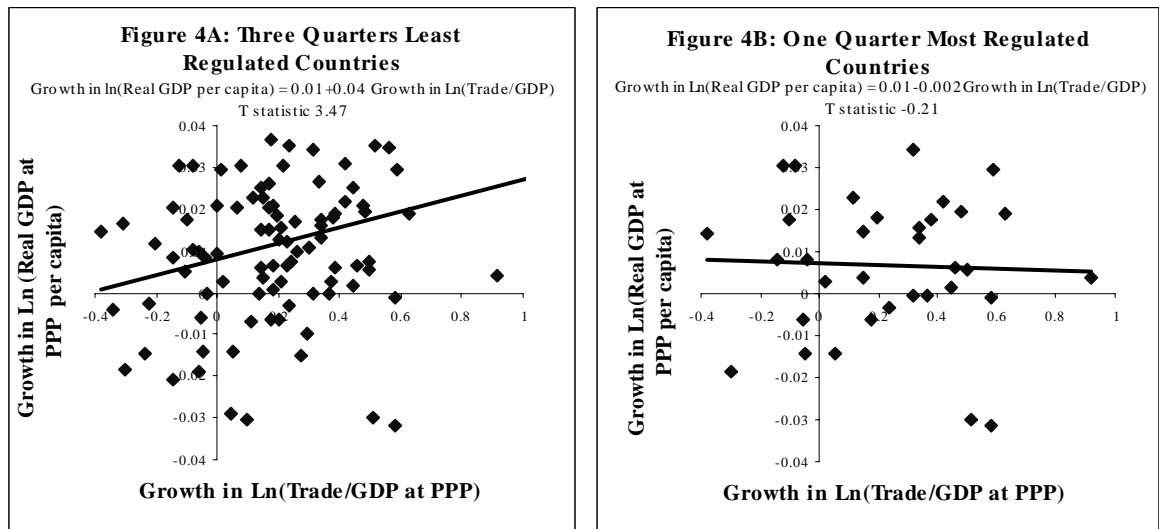 Figure 4A: Three Quarters Least
Regulated Countries
Growth in ln(Real GDP per capita) = 0.01+0.04 Growth in Ln(Trade/GDP)
T statistic 3.47
Growth in Ln (Real GDP at
PPP per capita)
0.04
0.03
0.02
0.01
0
-0.01
-0.02
-0.03
-0.04
-0.4
-0.2
0
0.2
0.4
0.6
0.8
1
Growth in Ln(Trade/GDP at PPP)
Figure 4B: One Quarter Most Regulated
Countries
Growth in ln(Real GDP per capita) = 0.01-0.002 Growth in Ln(Trade/GDP)
T statistic -0.21
Growth in Ln(Real GDP at
PPP per capita)
0.04
0.03
0.02
0.01
0
-0.01
-0.02
-0.03
-0.04
-0.4
-0.2
0
0.2
0.4
0.6
0.8
1
Growth in Ln(Trade/GDP at PPP)